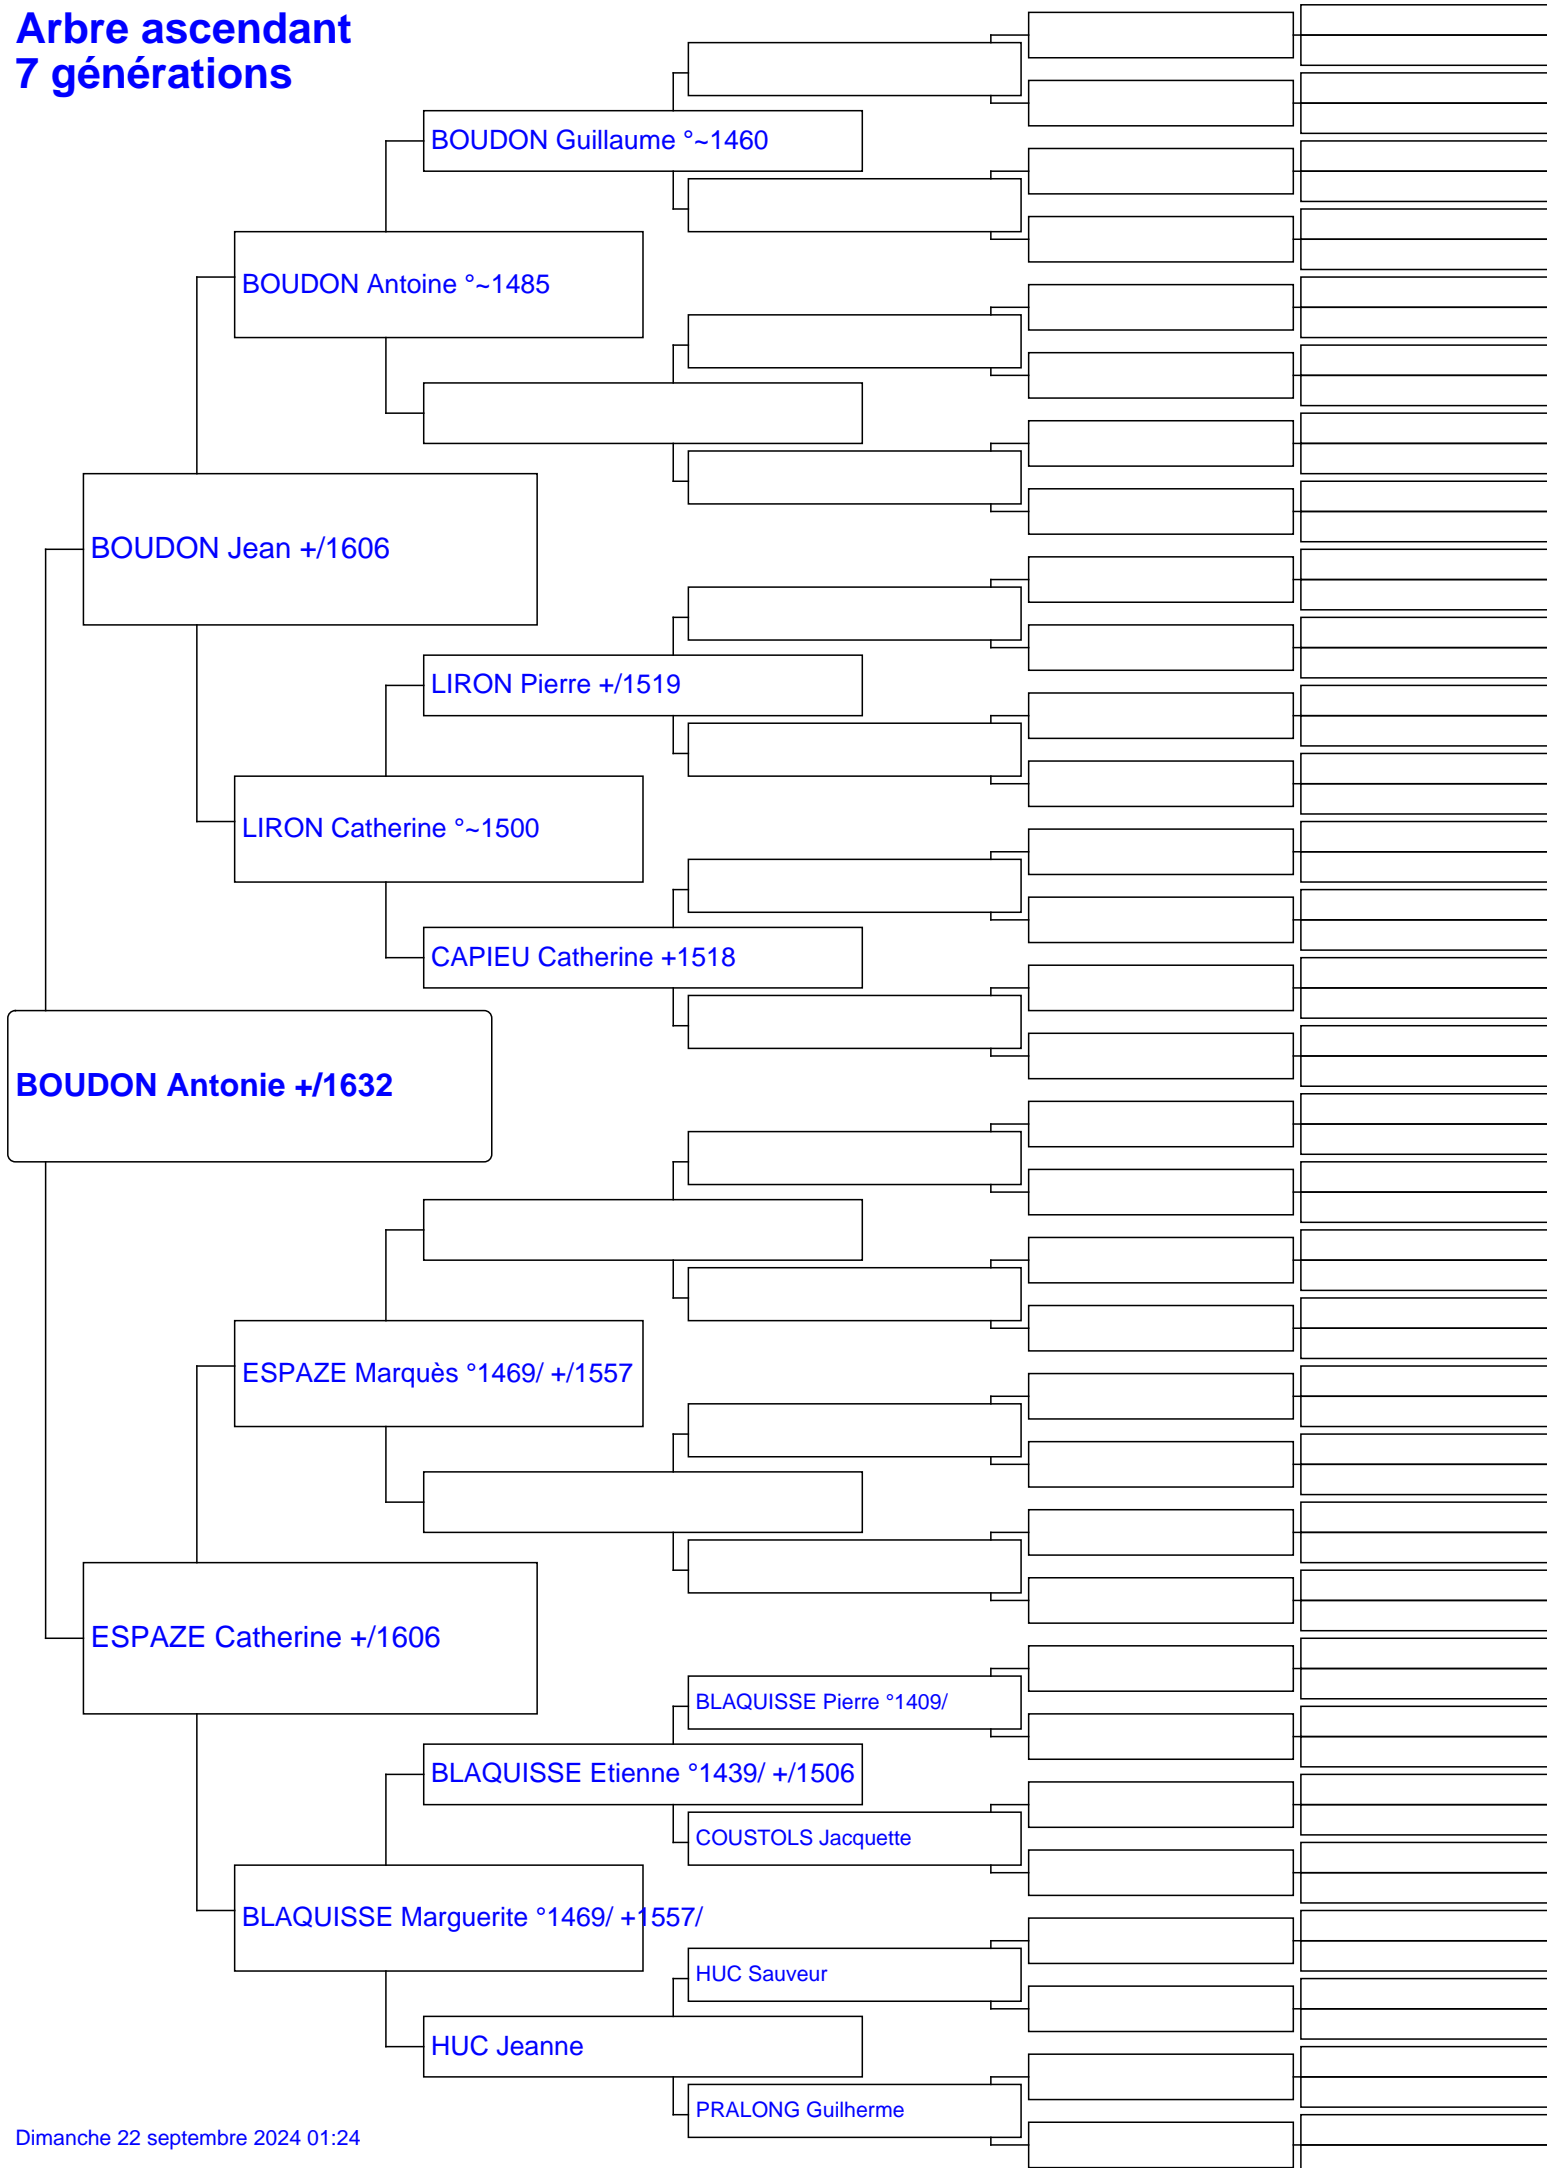 Arbre ascendant
7 générations
BOUDON Guillaume °~1460
BOUDON Antoine °~1485
BOUDON Jean +/1606
LIRON Pierre +/1519
LIRON Catherine °~1500
CAPIEU Catherine +1518
BOUDON Antonie +/1632
ESPAZE Marquès °1469/ +/1557
ESPAZE Catherine +/1606
BLAQUISSE Pierre °1409/
BLAQUISSE Etienne °1439/ +/1506
COUSTOLS Jacquette
BLAQUISSE Marguerite °1469/ +1557/
HUC Sauveur
HUC Jeanne
PRALONG Guilherme
Dimanche 22 septembre 2024 01:24